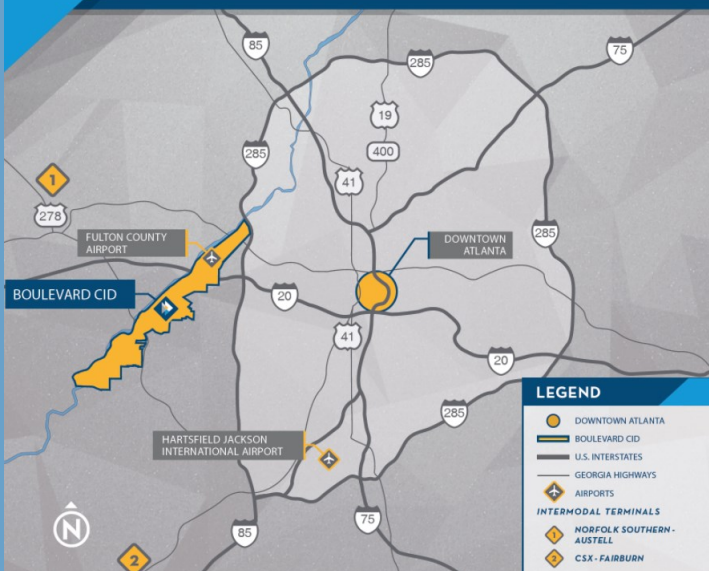 85
75
285
19
400
285
41
1
278
285
FULTON COUNTY
AIRPORT
DOWNTOWN
ATLANTA
BOULEVARD CID
20
41
20
285
HARTSFIELD JACKSON
INTERNATIONAL AIRPORT
N
85
75
2
LEGEND
DOWNTOWN ATLANTA
BOULEVARD CID
U.S. INTERSTATES
GEORGIA HIGHWAYS
AIRPORTS
INTERMODAL TERMINALS
1
NORFOLK SOUTHERN -
AUSTELL
2
CSX - FAIRBURN